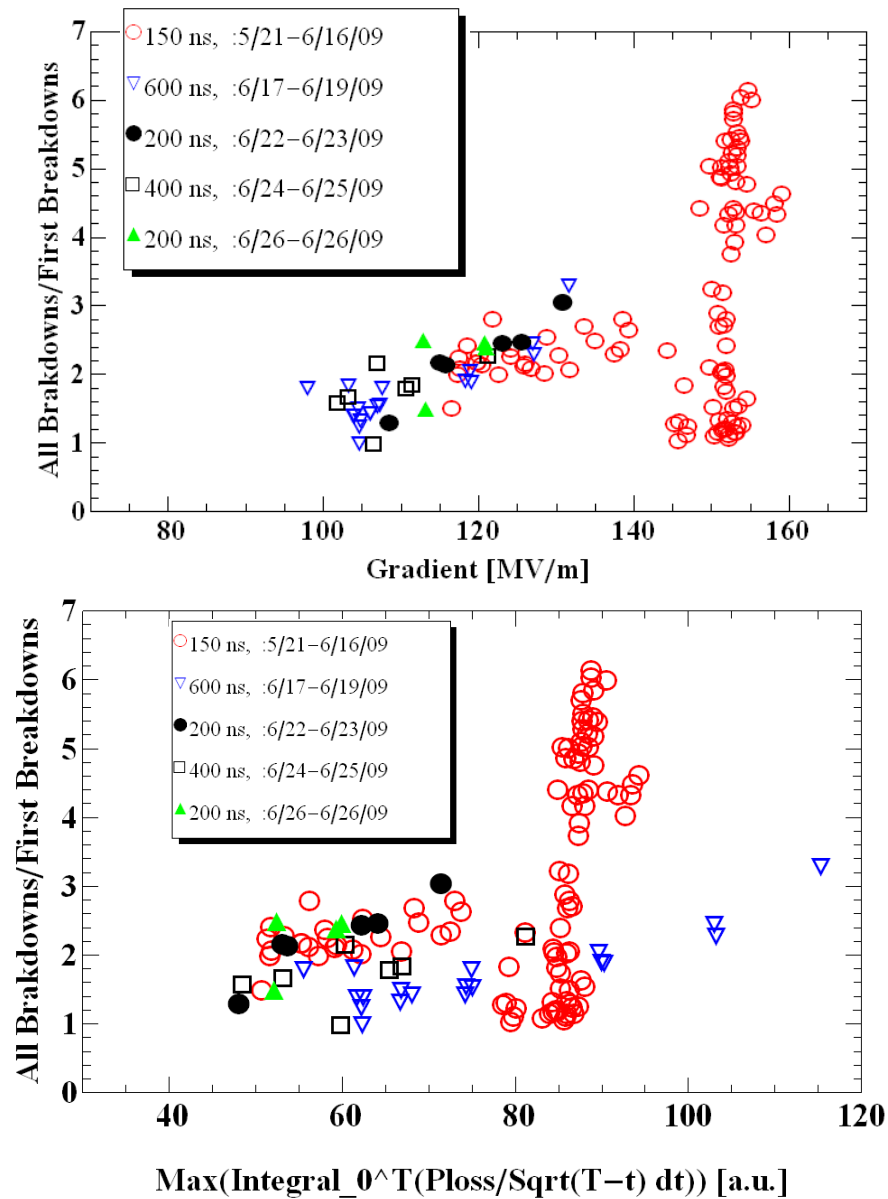 7
6
5
4
3
2
1
0
All Brakdowns/First Breakdowns
150 ns, :5/21−6/16/09
600 ns, :6/17−6/19/09
200 ns, :6/22−6/23/09
400 ns, :6/24−6/25/09
200 ns, :6/26−6/26/09
80 100 120 140 160
Gradient [MV/m]
7
6
5
4
3
2
1
0
All Brakdowns/First Breakdowns
150 ns, :5/21−6/16/09
600 ns, :6/17−6/19/09
200 ns, :6/22−6/23/09
400 ns, :6/24−6/25/09
200 ns, :6/26−6/26/09
40 60 80 100 120
Max(Integral_0^T(Ploss/Sqrt(T−t) dt)) [a.u.]